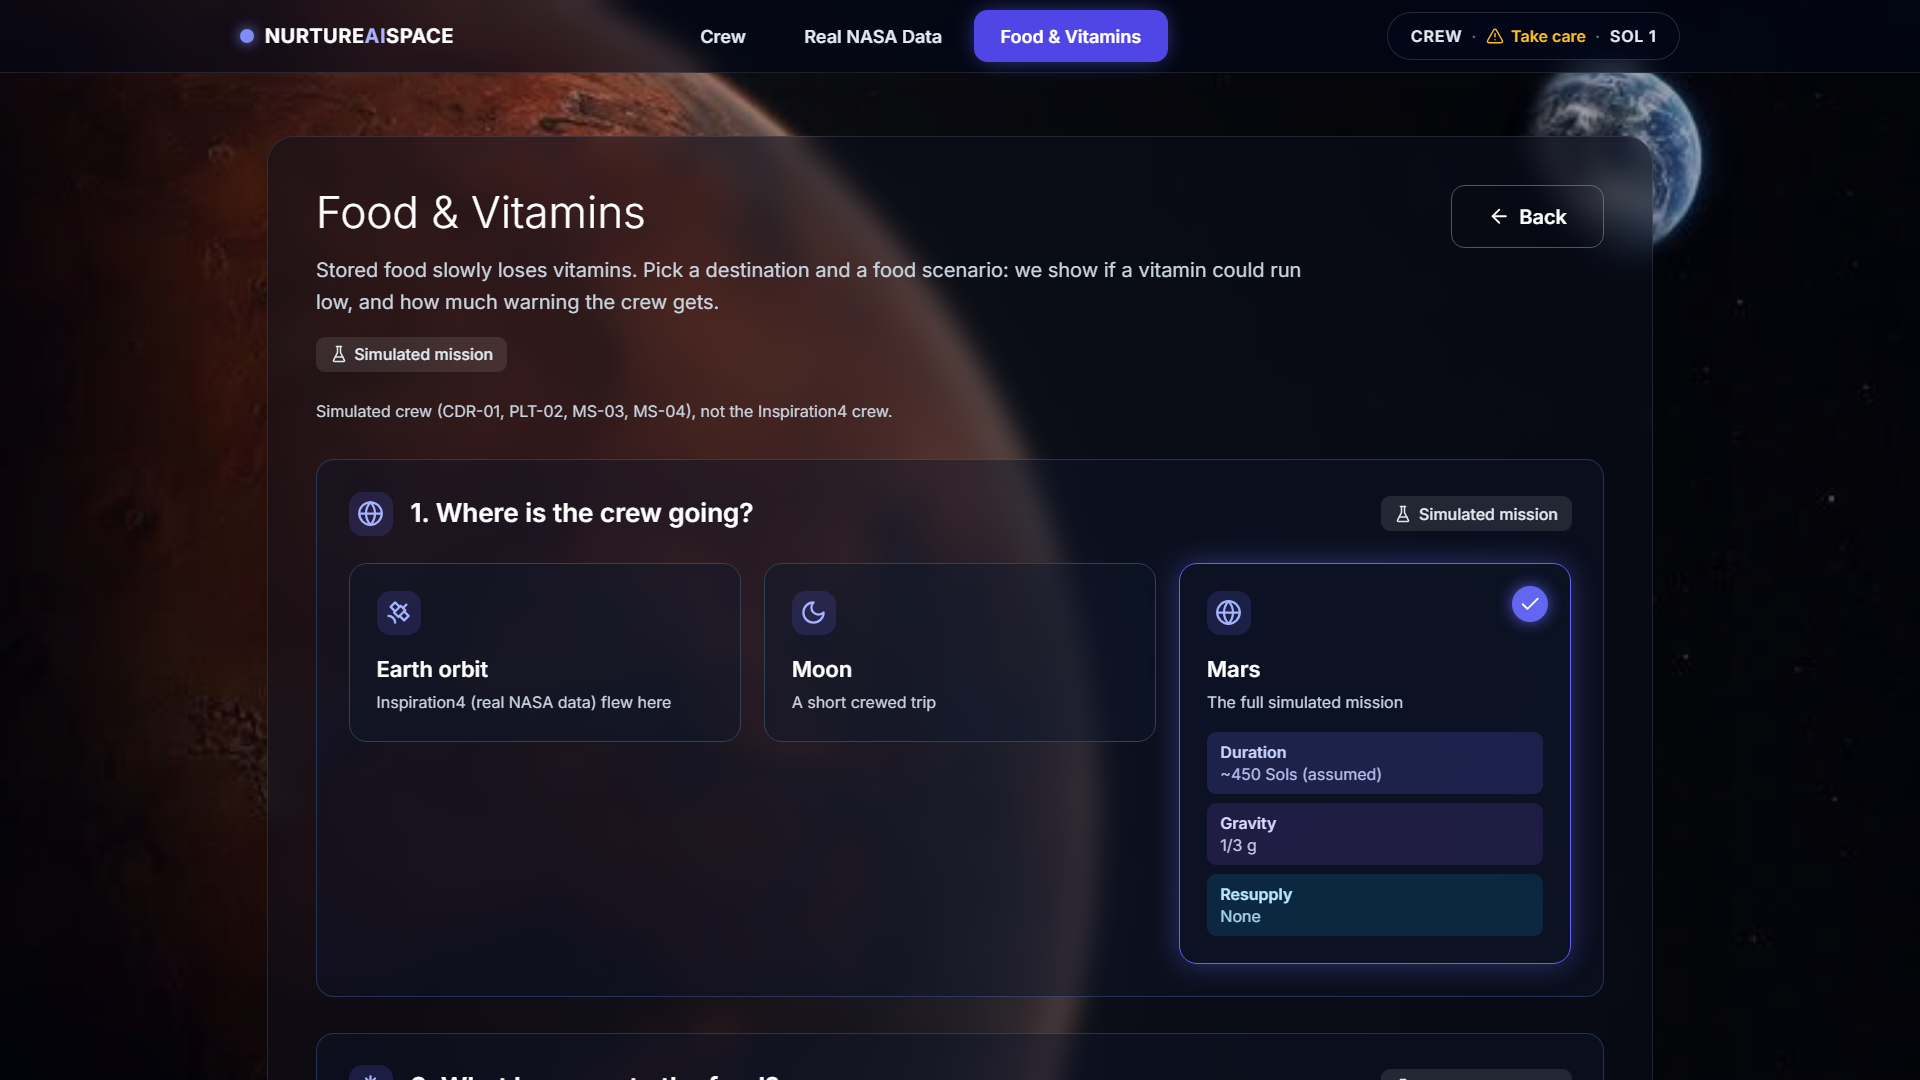 NURTUREAISPACE
Crew
Real NASA Data
Food & Vitamins
CREW · Take care · SOL 1
Food & Vitamins
Back
Stored food slowly loses vitamins. Pick a destination and a food scenario: we show if a vitamin could run
low, and how much warning the crew gets.
Simulated mission
Simulated crew (CDR-01, PLT-02, MS-03, MS-04), not the Inspiration4 crew.
1. Where is the crew going?
Simulated mission
Earth orbit
Inspiration4 (real NASA data) flew here
Moon
A short crewed trip
Mars
The full simulated mission
Duration
~450 Sols (assumed)
Gravity
1/3 g
Resupply
None